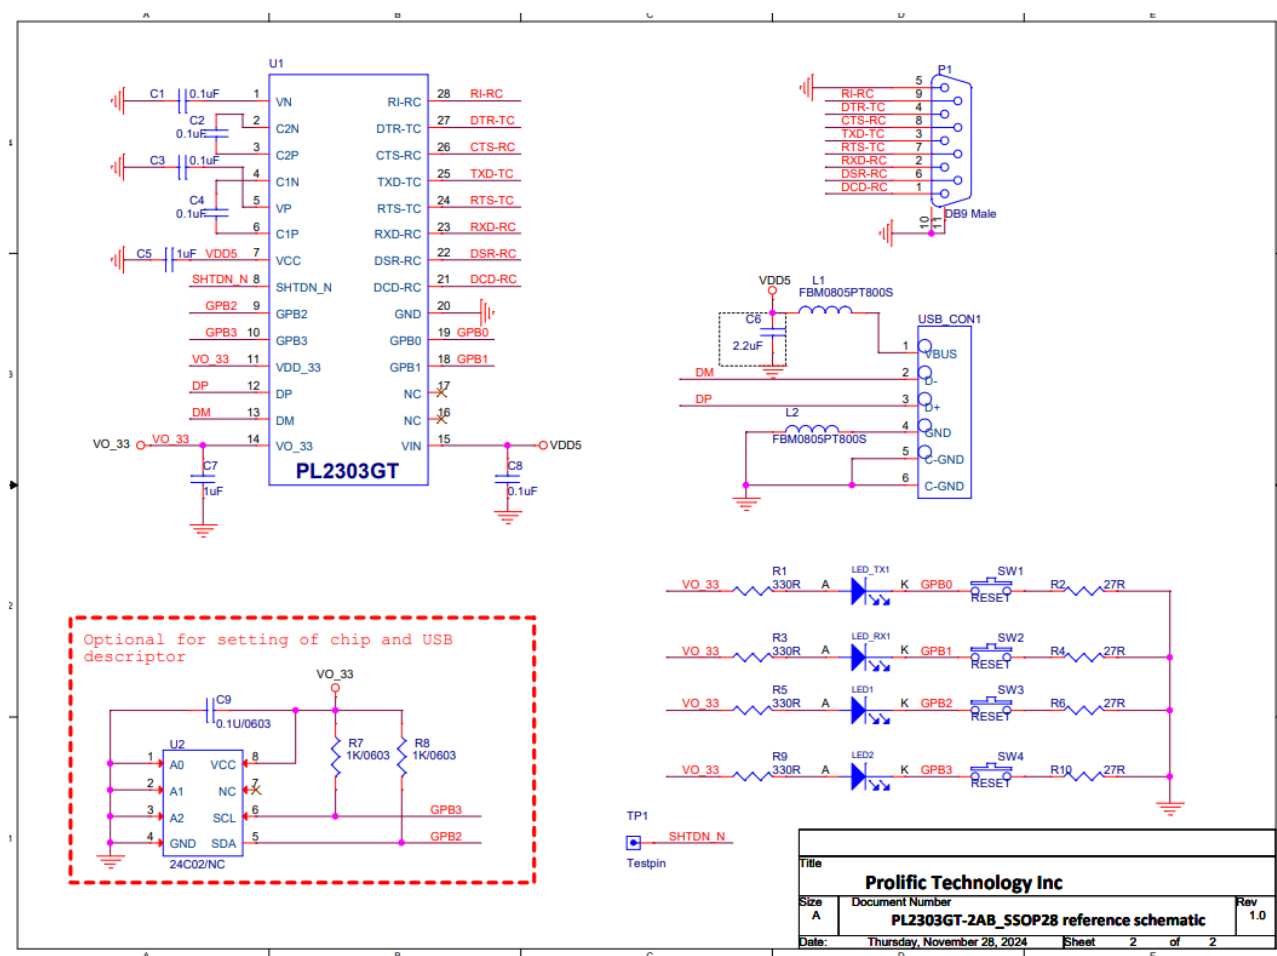 A B C D E
U1
C1 0.1uF 1 VN RI-RC 28 RI-RC
C2 0.1uF 2 C2N DTR-TC 27 DTR-TC
3 C2P CTS-RC 26 CTS-RC
C3 0.1uF 4 C1N TXD-TC 25 TXD-TC
C4 0.1uF 5 VP RTS-TC 24 RTS-TC
6 C1P RXD-RC 23 RXD-RC
C5 1uF VDD5 7 VCC DSR-RC 22 DSR-RC
SHTDN_N 8 SHTDN_N DCD-RC 21 DCD-RC
GPB2 9 GPB2 GND 20
GPB3 10 GPB3 GPB0 19 GPB0
VO_33 11 VDD_33 GPB1 18 GPB1
DP 12 DP NC 17
DM 13 DM NC 16
VO_33 VO_33 14 VO_33 VIN 15 VDD5
PL2303GT
C7
1uF
C8
0.1uF
P1
5
RI-RC 9
DTR-TC 4
CTS-RC 8
TXD-TC 3
RTS-TC 7
RXD-RC 2
DSR-RC 6
DCD-RC 1
10 11
DB9 Male
VDD5
L1
FBM0805PT800S
C6
2.2uF
USB_CON1
1 VBUS
DM 2 D-
DP 3 D+
L2
FBM0805PT800S
4 GND
5 C-GND
6 C-GND
R1 LED_TX1 SW1
VO_33 330R A K GPB0 RESET R2 27R
R3 LED_RX1 SW2
VO_33 330R A K GPB1 RESET R4 27R
R5 LED1 SW3
VO_33 330R A K GPB2 RESET R6 27R
R9 LED2 SW4
VO_33 330R A K GPB3 RESET R10 27R
Optional for setting of chip and USB
descriptor
VO_33
C9
0.1U/0603
R7
1K/0603
R8
1K/0603
U2
1 A0 VCC 8
2 A1 NC 7
3 A2 SCL 6 GPB3
4 GND SDA 5 GPB2
24C02/NC
TP1
SHTDN_N
Testpin
Title
Prolific Technology Inc
Size Document Number Rev
A PL2303GT-2AB_SSOP28 reference schematic 1.0
Date: Thursday, November 28, 2024 Sheet 2 of 2
4
3
2
1
A B C D E